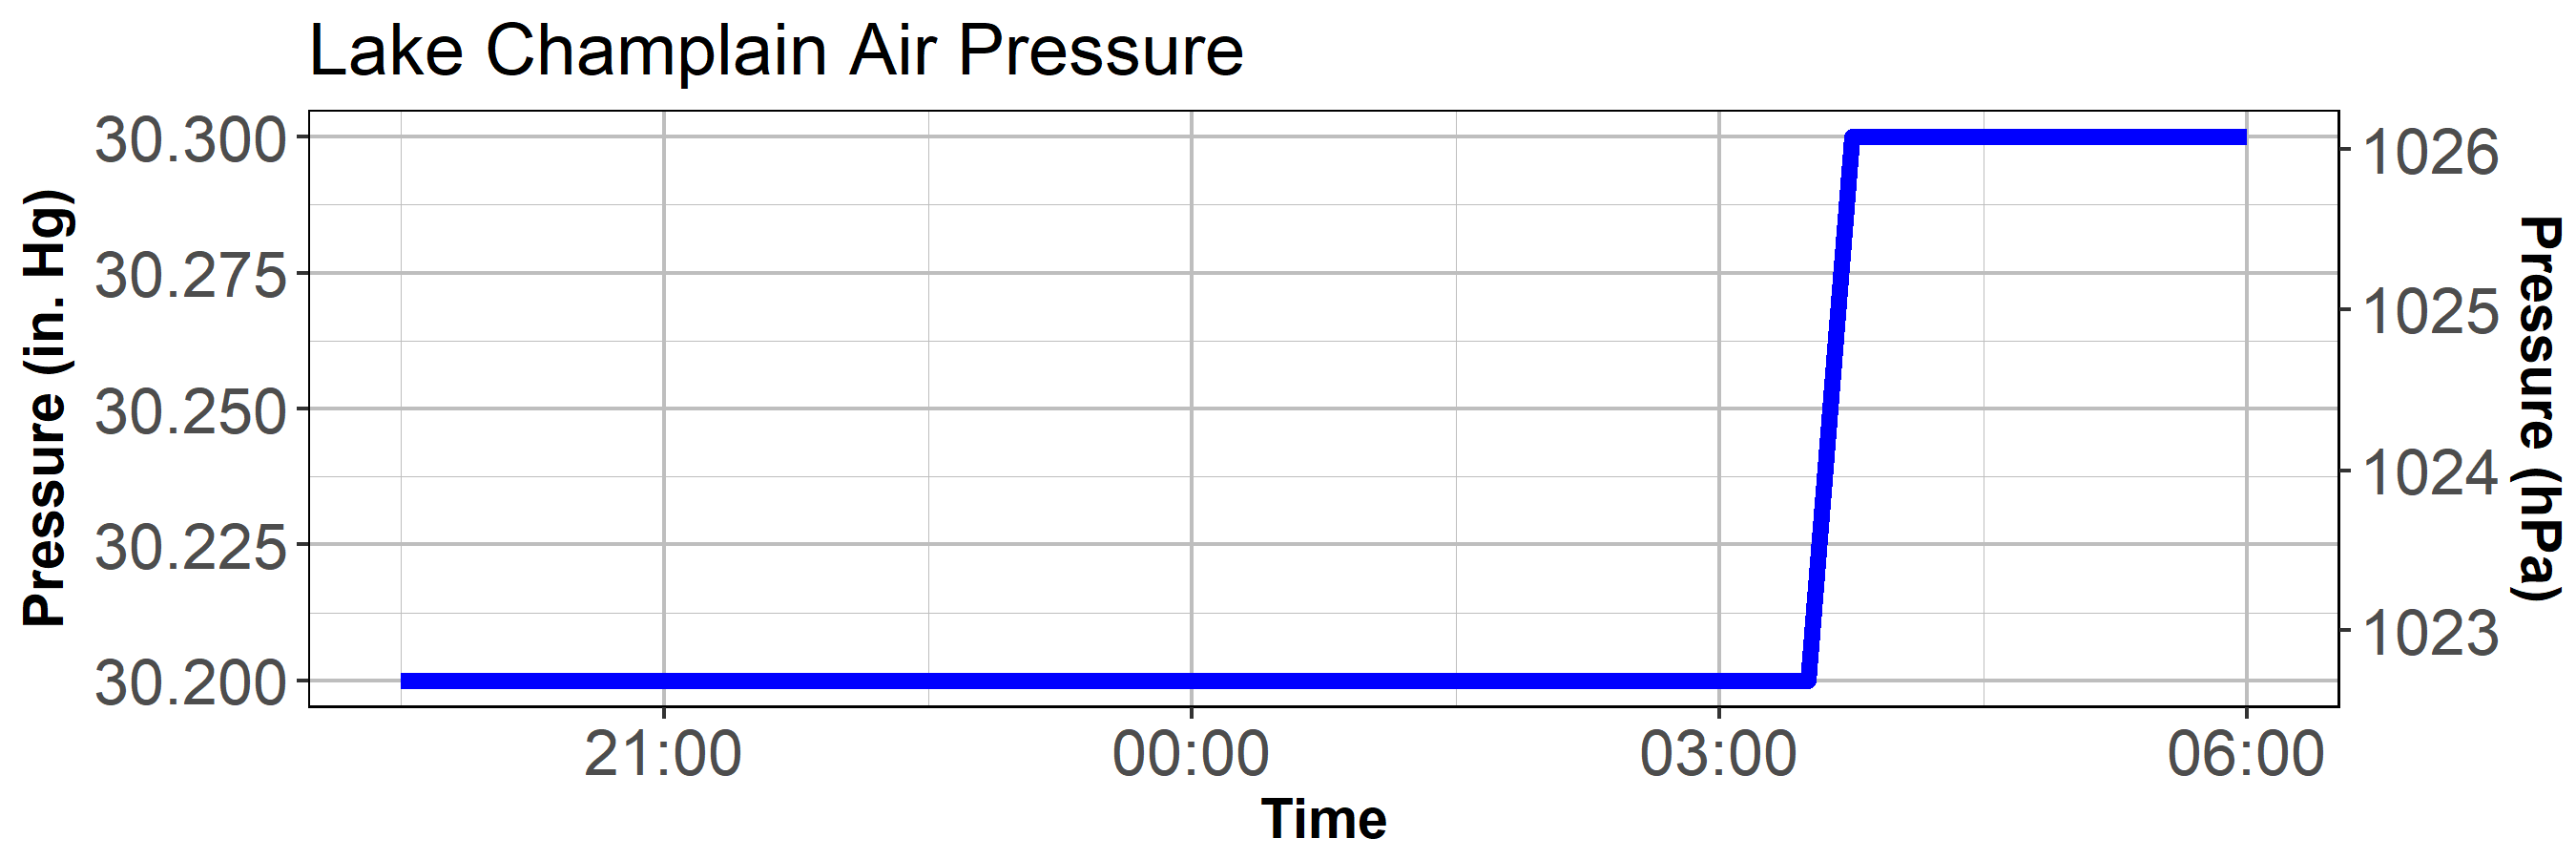 Lake Champlain Air Pressure
Pressure (in. Hg)
30.300
30.275
30.250
30.225
30.200
1026
1025
1024
1023
Pressure (hPa)
21:00 00:00 03:00 06:00
Time